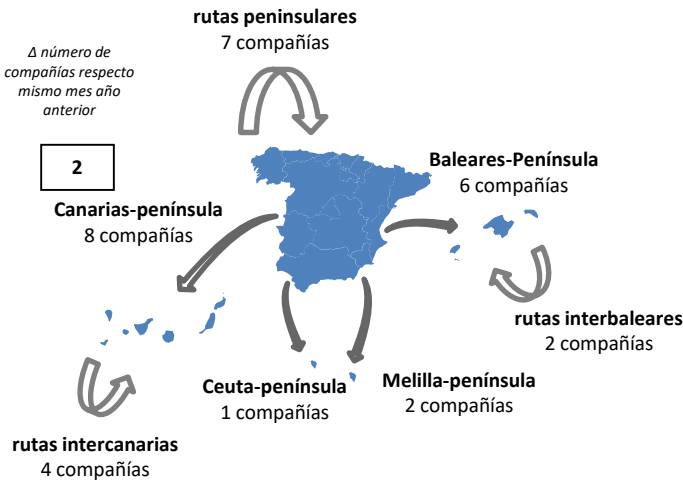 rutas peninsulares
7 compañías
Δ número de
compañías respecto
mismo mes año
anterior
2
Baleares-Península
6 compañías
Canarias-península
8 compañías
rutas interbaleares
2 compañías
Ceuta-península
1 compañías
Melilla-península
2 compañías
rutas intercanarias
4 compañías